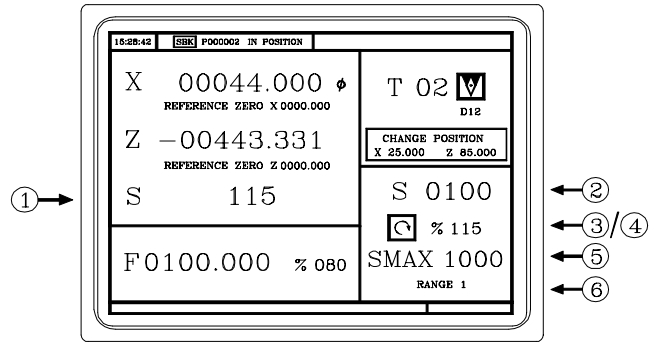 15:28:42 SBK P000002 IN POSITION
X 00044.000 ø
REFERENCE ZERO X 0000.000
Z -00443.331
REFERENCE ZERO Z 0000.000
S 115
F0100.000 % 080
T 02
D12
CHANGE POSITION
X 25.000 Z 85.000
S 0100
% 115
SMAX 1000
RANGE 1
1
2
3/4
5
6